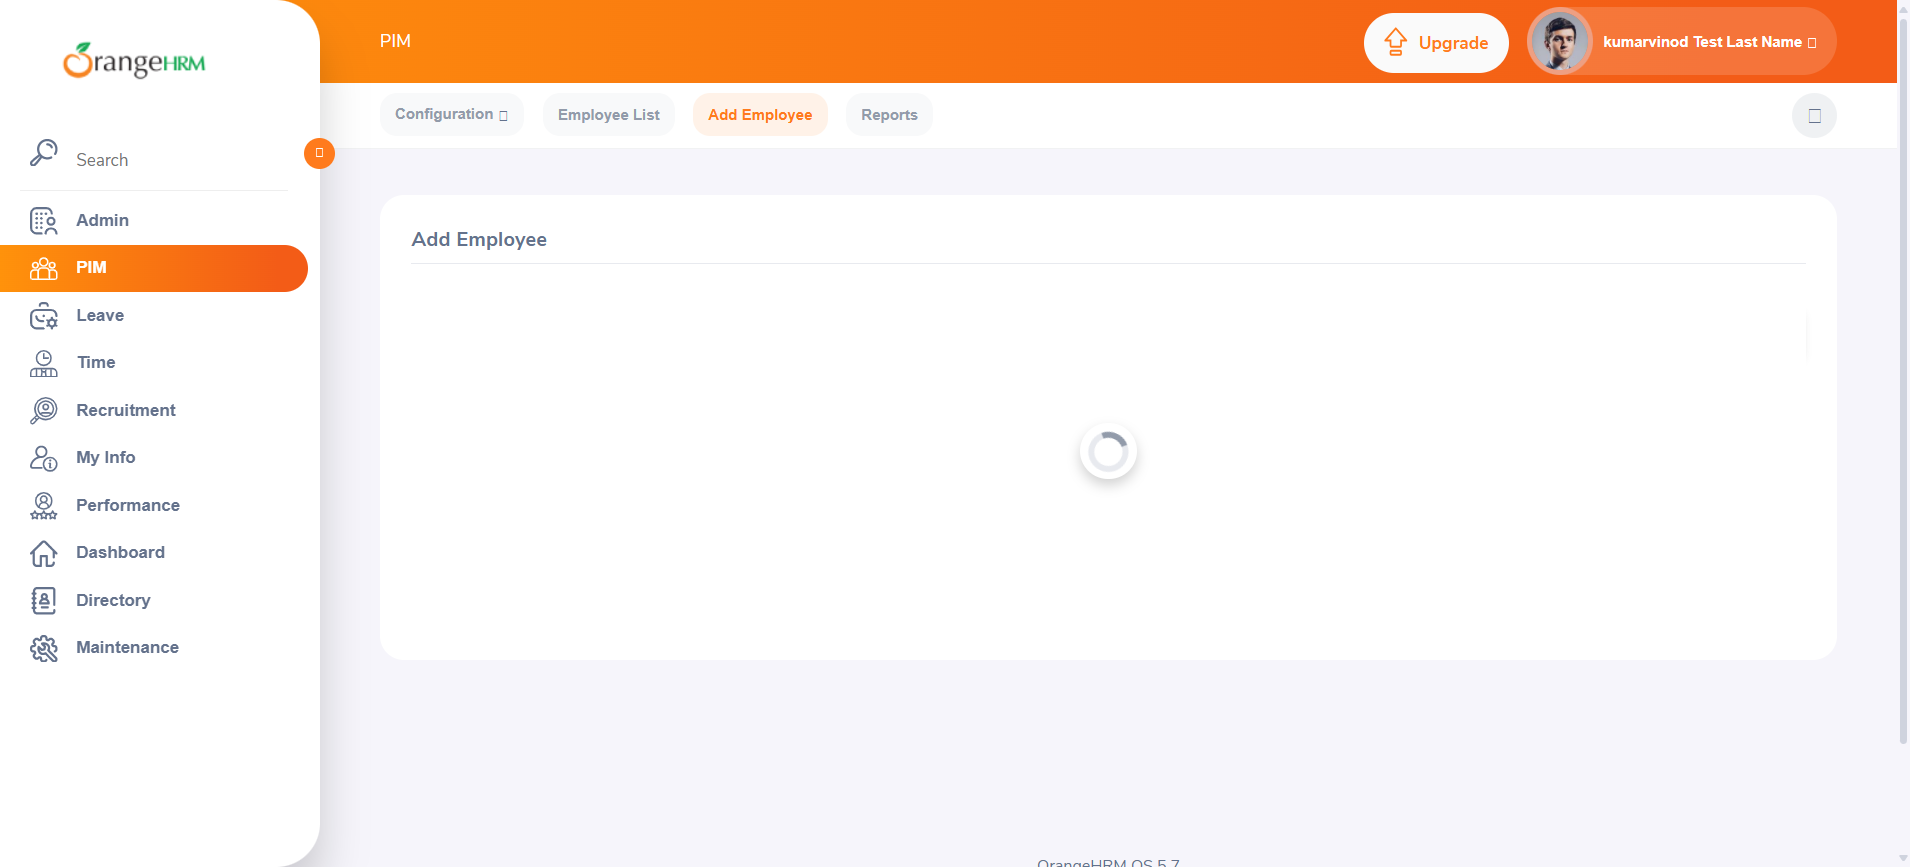 OrangeHRM
Search
Admin
PIM
Leave
Time
Recruitment
My Info
Performance
Dashboard
Directory
Maintenance
PIM
Upgrade
kumarvinod Test Last Name
Configuration
Employee List
Add Employee
Reports
Add Employee
OrangeHRM OS 5.7